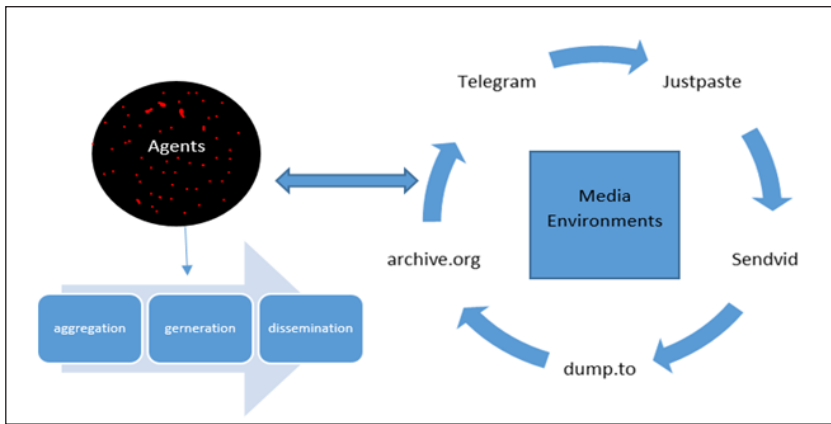 Telegram
Justpaste
Agents
Media
Environments
archive.org
Sendvid
aggregation
gerneration
dissemination
dump.to